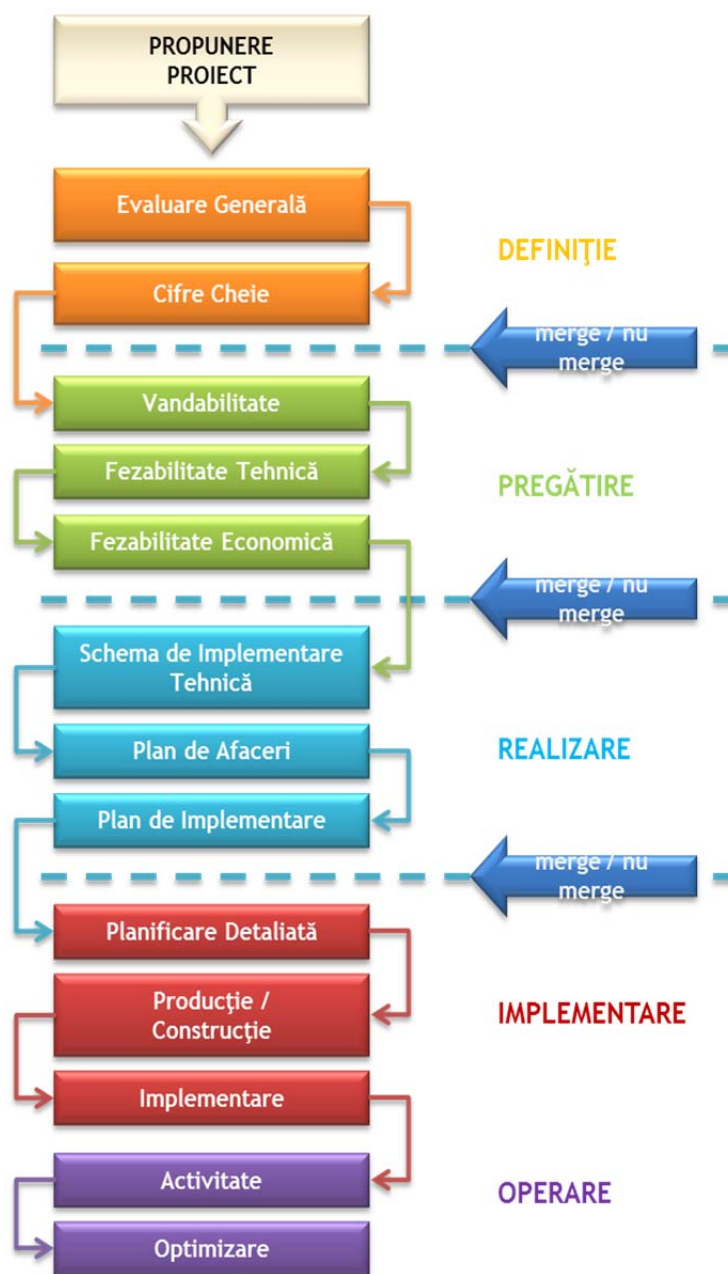 PROPUNERE
PROIECT
Evaluare Generală
DEFINIŢIE
Cifre Cheie
merge / nu
merge
Vandabilitate
Fezabilitate Tehnică
PREGĂTIRE
Fezabilitate Economică
merge / nu
merge
Schema de Implementare
Tehnică
Plan de Afaceri
REALIZARE
Plan de Implementare
merge / nu
merge
Planificare Detaliată
Producţie /
Construcţie
IMPLEMENTARE
Implementare
Activitate
OPERARE
Optimizare